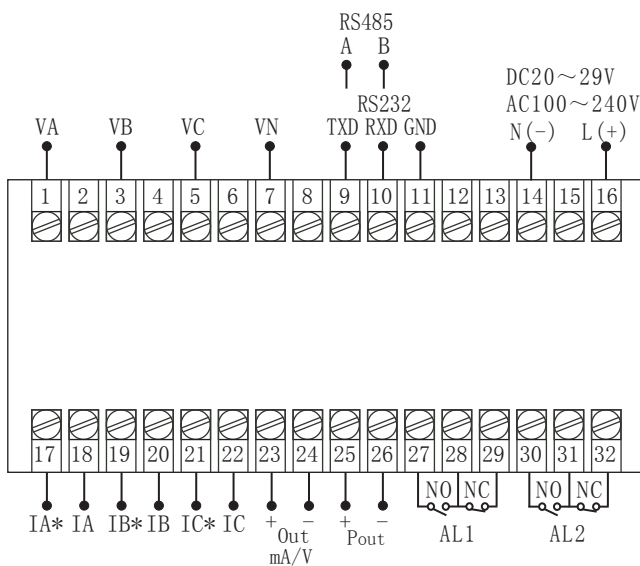 RS485
A B
DC20～29V
AC100～240V
RS232
VA VB VC VN TXD RXD GND N(-) L(+)
1 2 3 4 5 6 7 8 9 10 11 12 13 14 15 16
17 18 19 20 21 22 23 24 25 26 27 28 29 30 31 32
NO NC NO NC
IA* IA IB* IB IC* IC + - + -
Out Pout AL1 AL2
mA/V